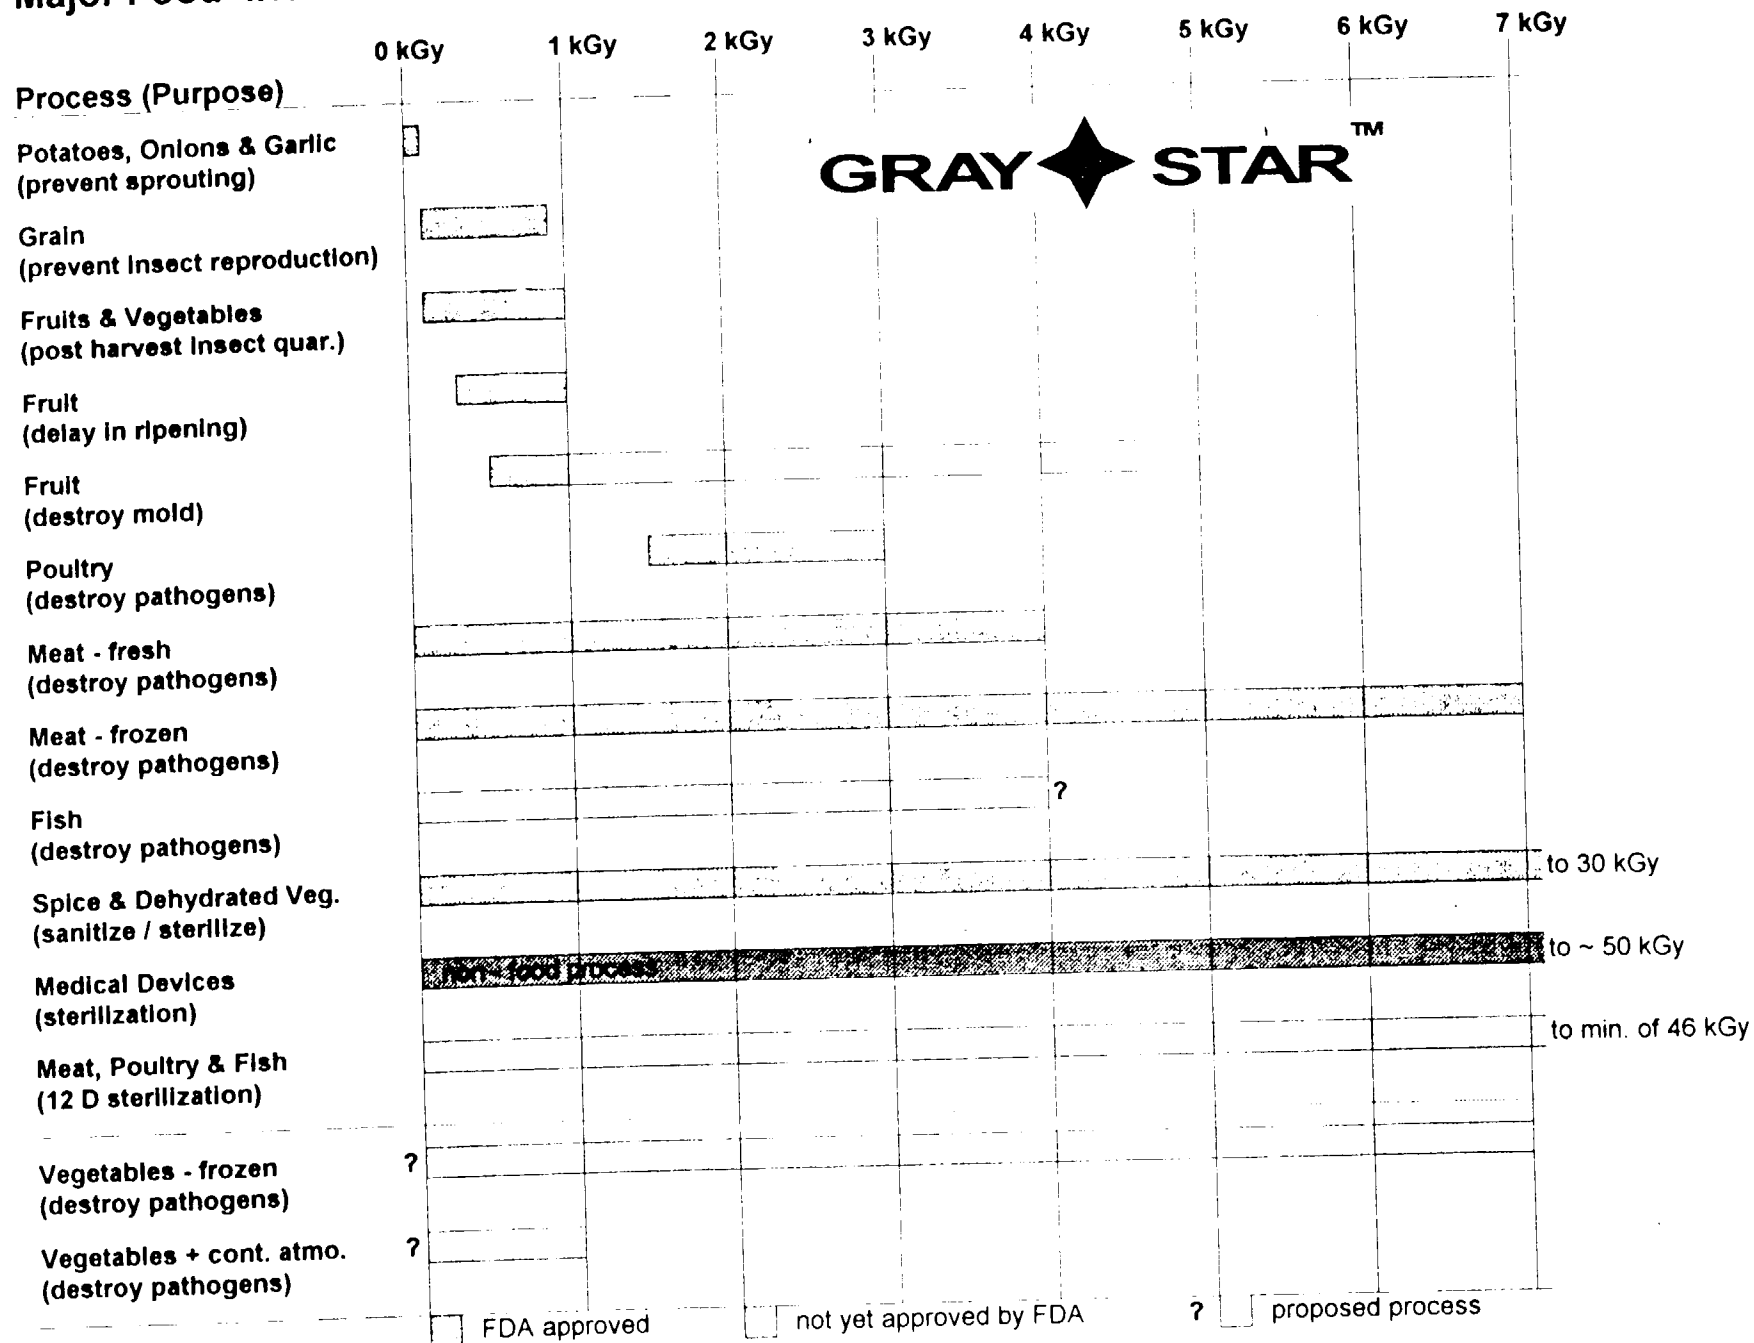 0 kGy 1 kGy 2 kGy 3 kGy 4 kGy 5 kGy 6 kGy 7 kGy
Process (Purpose)
GRAY STAR™
Potatoes, Onions & Garlic
(prevent sprouting)
Grain
(prevent insect reproduction)
Fruits & Vegetables
(post harvest insect quar.)
Fruit
(delay in ripening)
Fruit
(destroy mold)
Poultry
(destroy pathogens)
Meat - fresh
(destroy pathogens)
Meat - frozen
(destroy pathogens)
?
Fish
(destroy pathogens)
to 30 kGy
Spice & Dehydrated Veg.
(sanitize / sterilize)
to ~ 50 kGy
non - food process
Medical Devices
(sterilization)
to min. of 46 kGy
Meat, Poultry & Fish
(12 D sterilization)
?
Vegetables - frozen
(destroy pathogens)
?
Vegetables + cont. atmo.
(destroy pathogens)
FDA approved not yet approved by FDA ? proposed process